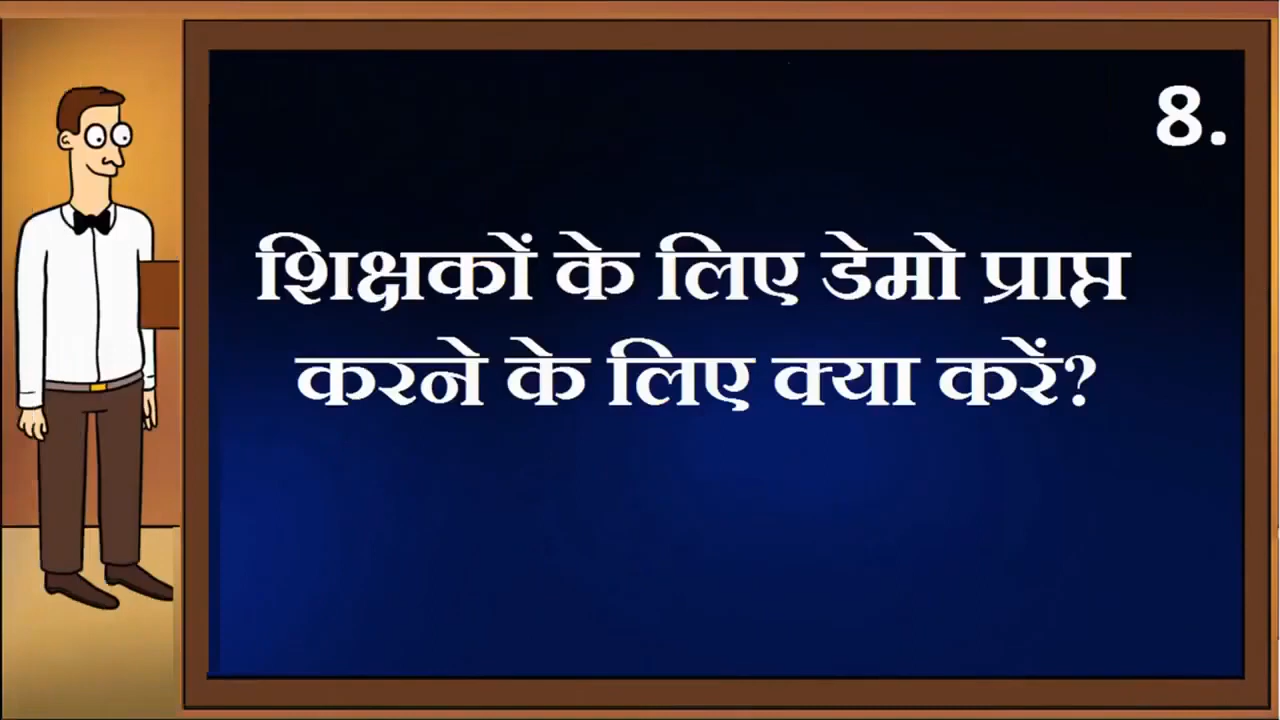 8.
शिक्षकों के लिए डेमो प्राप्त
करने के लिए क्या करें?